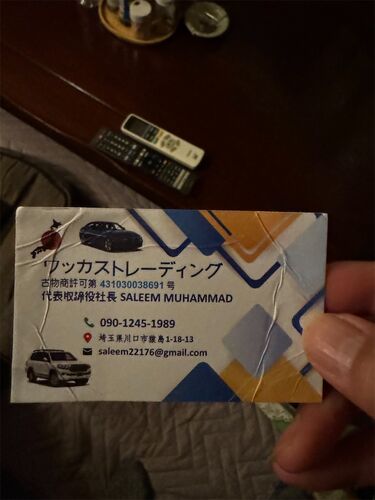 ワッカストレーディング
古物商許可第 431030038691 号
代表取締役社長 SALEEM MUHAMMAD
090-1245-1989
埼玉県川口市榛島1-18-13
saleem22176@gmail.com